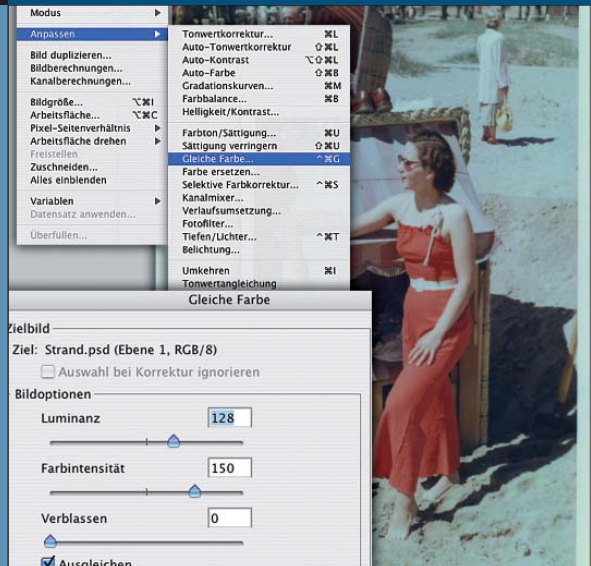 Modus
Anpassen
Bild duplizieren...
Bildberechnungen...
Kanalberechnungen...
Bildgröße... ⌥⌘I
Arbeitsfläche... ⌥⌘C
Pixel-Seitenverhältnis
Arbeitsfläche drehen
Freistellen
Zuschneiden...
Alles einblenden
Variablen
Datensatz anwenden...
Überfüllen...
Tonwertkorrektur... ⌘L
Auto-Tonwertkorrektur ⇧⌘L
Auto-Kontrast ⌥⇧⌘L
Auto-Farbe ⇧⌘B
Gradationskurven... ⌘M
Farbbalance... ⌘B
Helligkeit/Kontrast...
Farbton/Sättigung... ⌘U
Sättigung verringern ⇧⌘U
Gleiche Farbe... ^⌘G
Farbe ersetzen...
Selektive Farbkorrektur... ^⌘S
Kanalmixer...
Verlaufsumsetzung...
Fotofilter...
Tiefen/Lichter... ^⌘T
Belichtung...
Umkehren ⌘I
Tonwertangleichung
Gleiche Farbe
Zielbild
Ziel: Strand.psd (Ebene 1, RGB/8)
Auswahl bei Korrektur ignorieren
Bildoptionen
Luminanz 128
Farbintensität 150
Verblassen 0
Ausgleichen